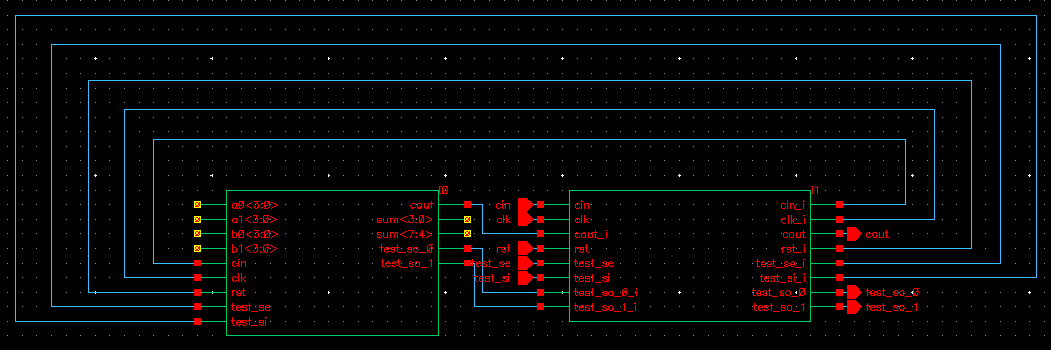 I0
a0<3:0>
a1<3:0>
b0<3:0>
b1<3:0>
cin
clk
rst
test_se
test_si
cout
sum<3:0>
sum<7:4>
test_so_0
test_so_1
cin
clk
rst
test_se
test_si
I1
cin
clk
cout_i
rst
test_se
test_si
test_so_0_i
test_so_1_i
cin_i
clk_i
cout
rst_i
test_se_i
test_si_i
test_so_0
test_so_1
cout
test_so_0
test_so_1